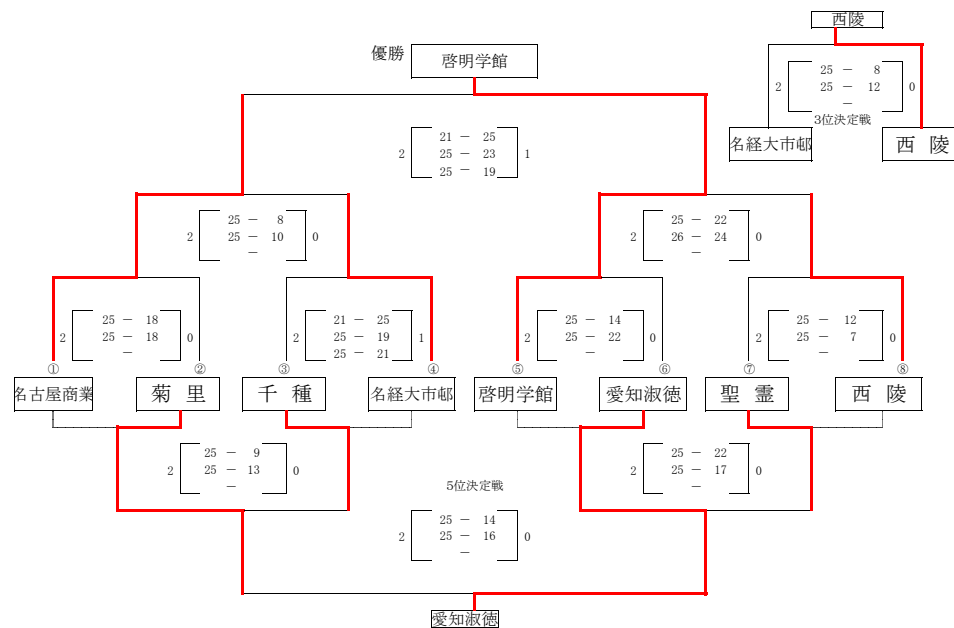 西陵
優勝 啓明学館
25 － 8
2 25 － 12 0
－
3位決定戦
名経大市邨 西 陵
21 － 25
2 25 － 23 1
25 － 19
25 － 8
2 25 － 10 0
－
25 － 22
2 26 － 24 0
－
25 － 18
2 25 － 18 0
－
21 － 25
2 25 － 19 1
25 － 21
25 － 14
2 25 － 22 0
－
25 － 12
2 25 － 7 0
－
① ② ③ ④ ⑤ ⑥ ⑦ ⑧
名古屋商業 菊 里 千 種 名経大市邨 啓明学館 愛知淑徳 聖 霊 西 陵
25 － 9
2 25 － 13 0
－
25 － 22
2 25 － 17 0
－
5位決定戦
25 － 14
2 25 － 16 0
－
愛知淑徳